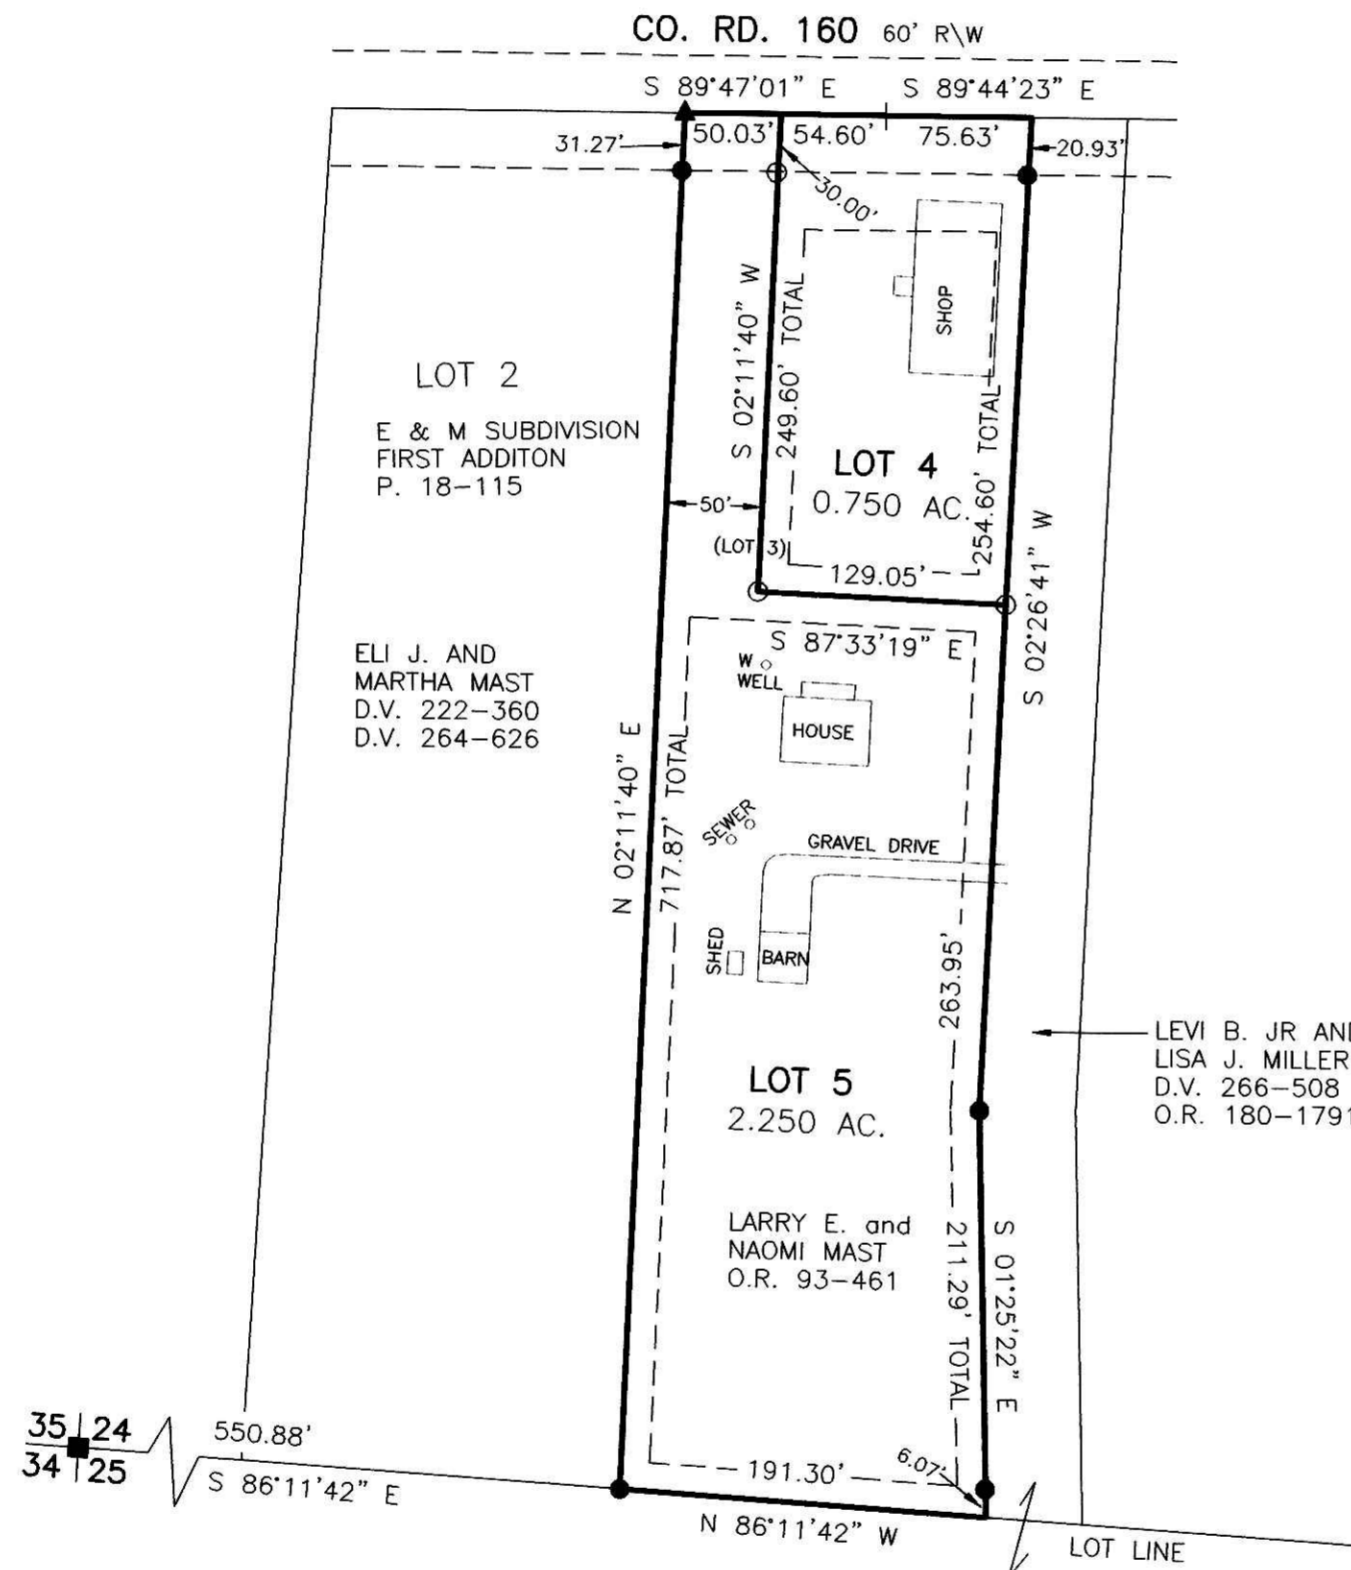 CO. RD. 160 60' R\W
S 89°47'01" E
S 89°44'23" E
31.27'
50.03'
54.60'
75.63'
20.93'
30.00'
S 02°11'40" W
249.60' TOTAL
SHOP
LOT 2
E & M SUBDIVISION
FIRST ADDITON
P. 18-115
LOT 4
0.750 AC.
254.60' TOTAL
50'
(LOT 3)
129.05'
S 87°33'19" E
S 02°26'41" W
ELI J. AND
MARTHA MAST
D.V. 222-360
D.V. 264-626
W
WELL
HOUSE
N 02°11'40" E
717.87' TOTAL
SEWER
GRAVEL DRIVE
SHED
BARN
263.95'
LEVI B. JR AN
LISA J. MILLER
D.V. 266-508
O.R. 180-1791
LOT 5
2.250 AC.
LARRY E. and
NAOMI MAST
O.R. 93-461
211.29' TOTAL
S 01°25'22" E
35 24
34 25
550.88'
S 86°11'42" E
191.30'
6.07'
N 86°11'42" W
LOT LINE